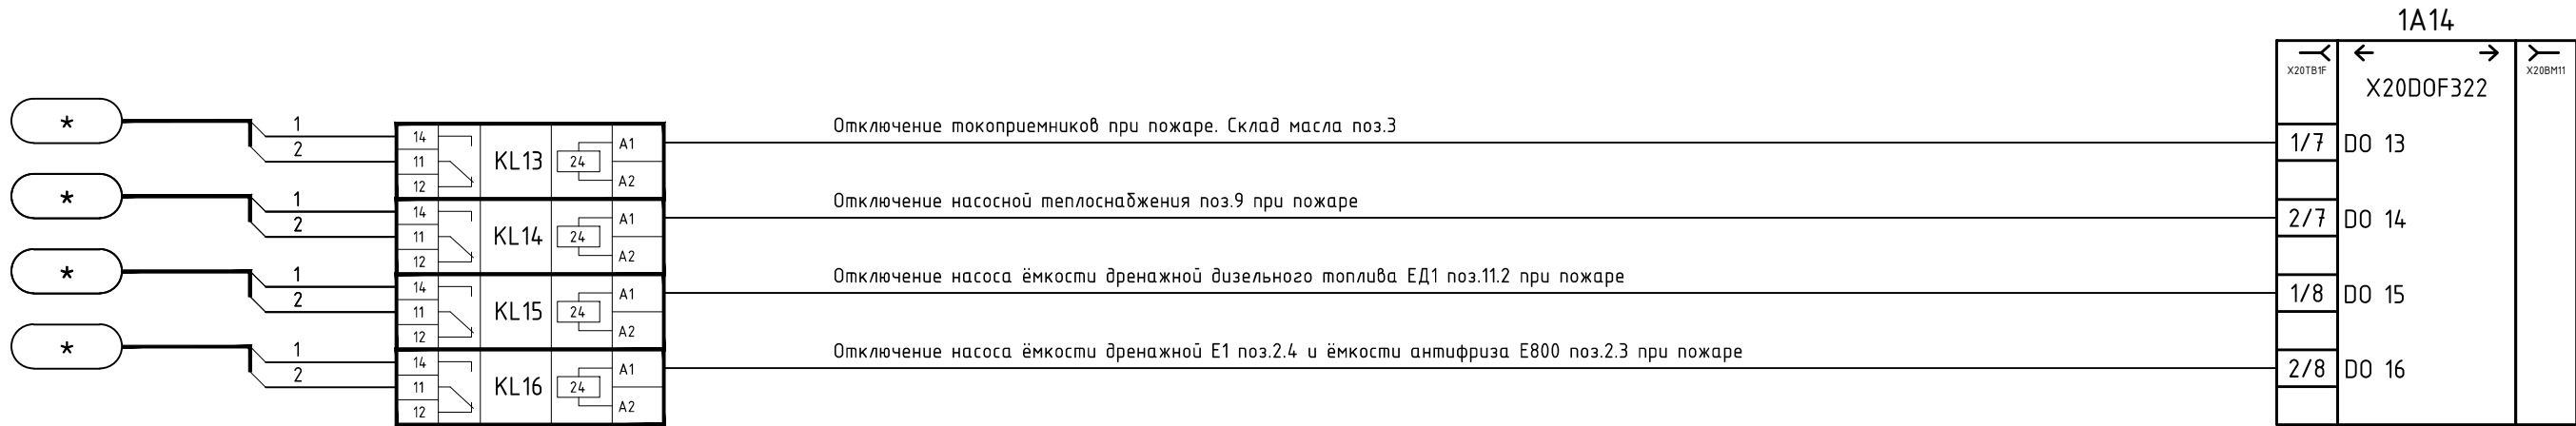 1A14
X20TB1F
X20BM11
X20DOF322
*
1
2
14
11
12
KL13
24
A1
A2
Отключение токоприемников при пожаре. Склад масла поз.3
1/7
DO 13
*
1
2
14
11
12
KL14
24
A1
A2
Отключение насосной теплоснабжения поз.9 при пожаре
2/7
DO 14
*
1
2
14
11
12
KL15
24
A1
A2
Отключение насоса ёмкости дренажной дизельного топлива ЕД1 поз.11.2 при пожаре
1/8
DO 15
*
1
2
14
11
12
KL16
24
A1
A2
Отключение насоса ёмкости дренажной Е1 поз.2.4 и ёмкости антифриза Е800 поз.2.3 при пожаре
2/8
DO 16